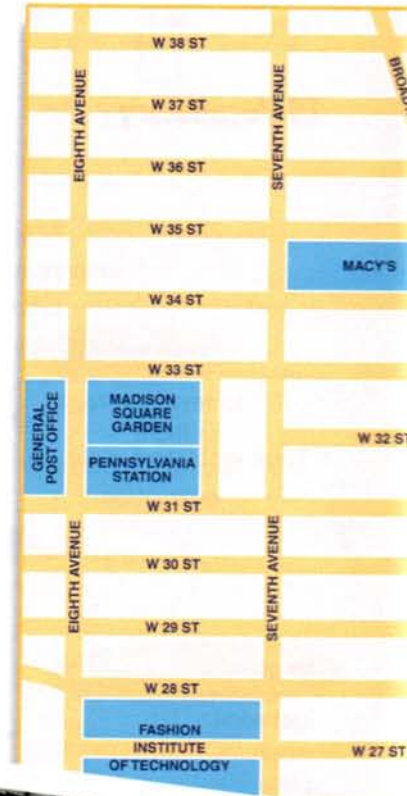 W 38 ST
BROAD
EIGHTH AVENUE
SEVENTH AVENUE
W 37 ST
W 36 ST
W 35 ST
MACY'S
W 34 ST
W 33 ST
GENERAL
POST OFFICE
MADISON
SQUARE
GARDEN
W 32 ST
PENNSYLVANIA
STATION
W 31 ST
EIGHTH AVENUE
SEVENTH AVENUE
W 30 ST
W 29 ST
W 28 ST
FASHION
INSTITUTE
OF TECHNOLOGY
W 27 ST